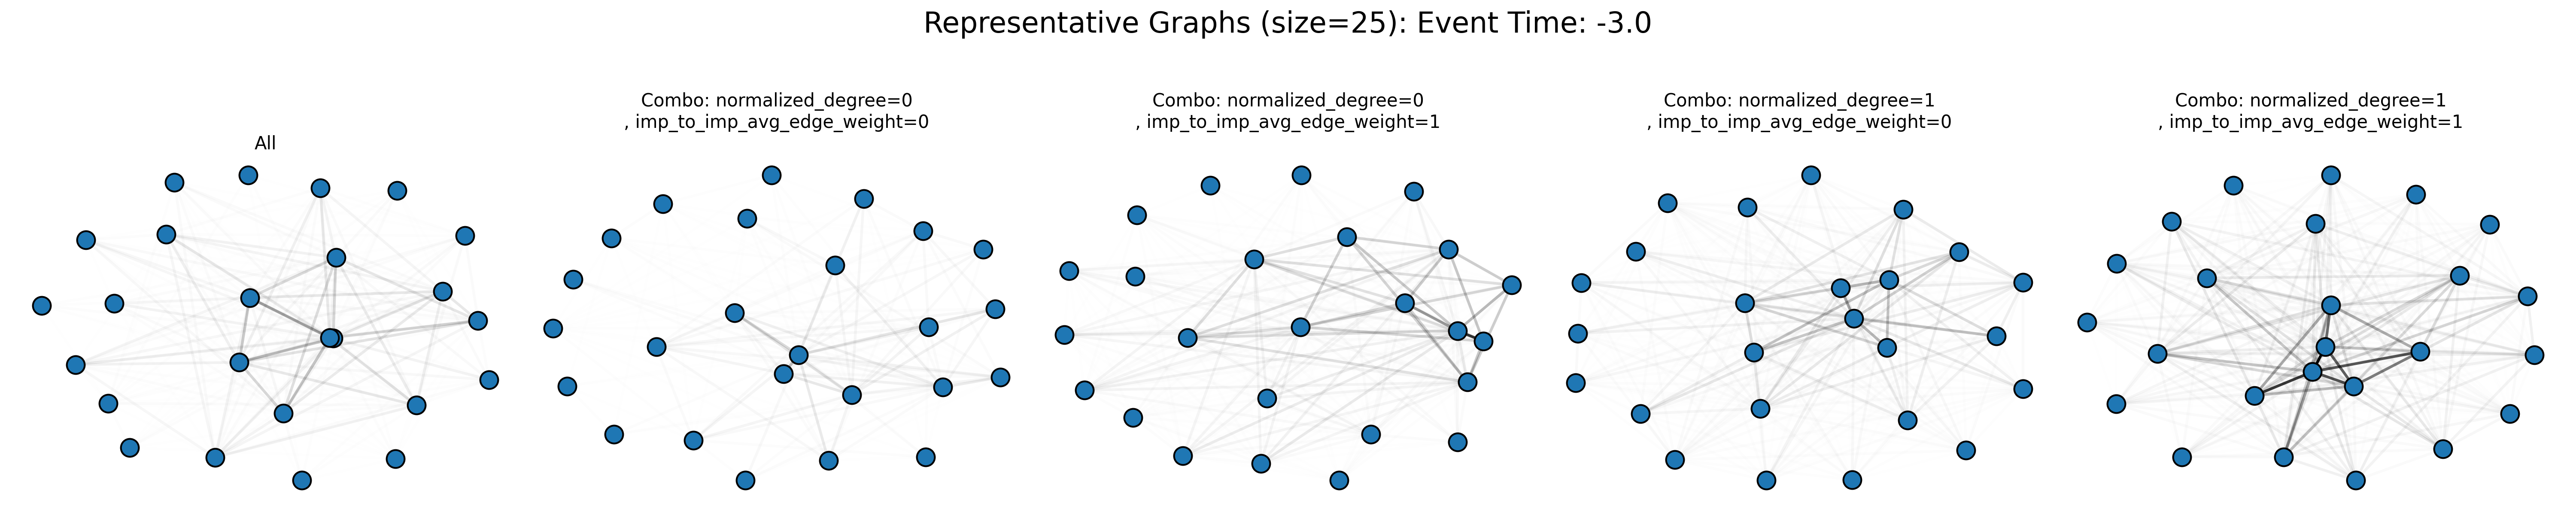 Representative Graphs (size=25): Event Time: -3.0
All
Combo: normalized_degree=0
, imp_to_imp_avg_edge_weight=0
Combo: normalized_degree=0
, imp_to_imp_avg_edge_weight=1
Combo: normalized_degree=1
, imp_to_imp_avg_edge_weight=0
Combo: normalized_degree=1
, imp_to_imp_avg_edge_weight=1